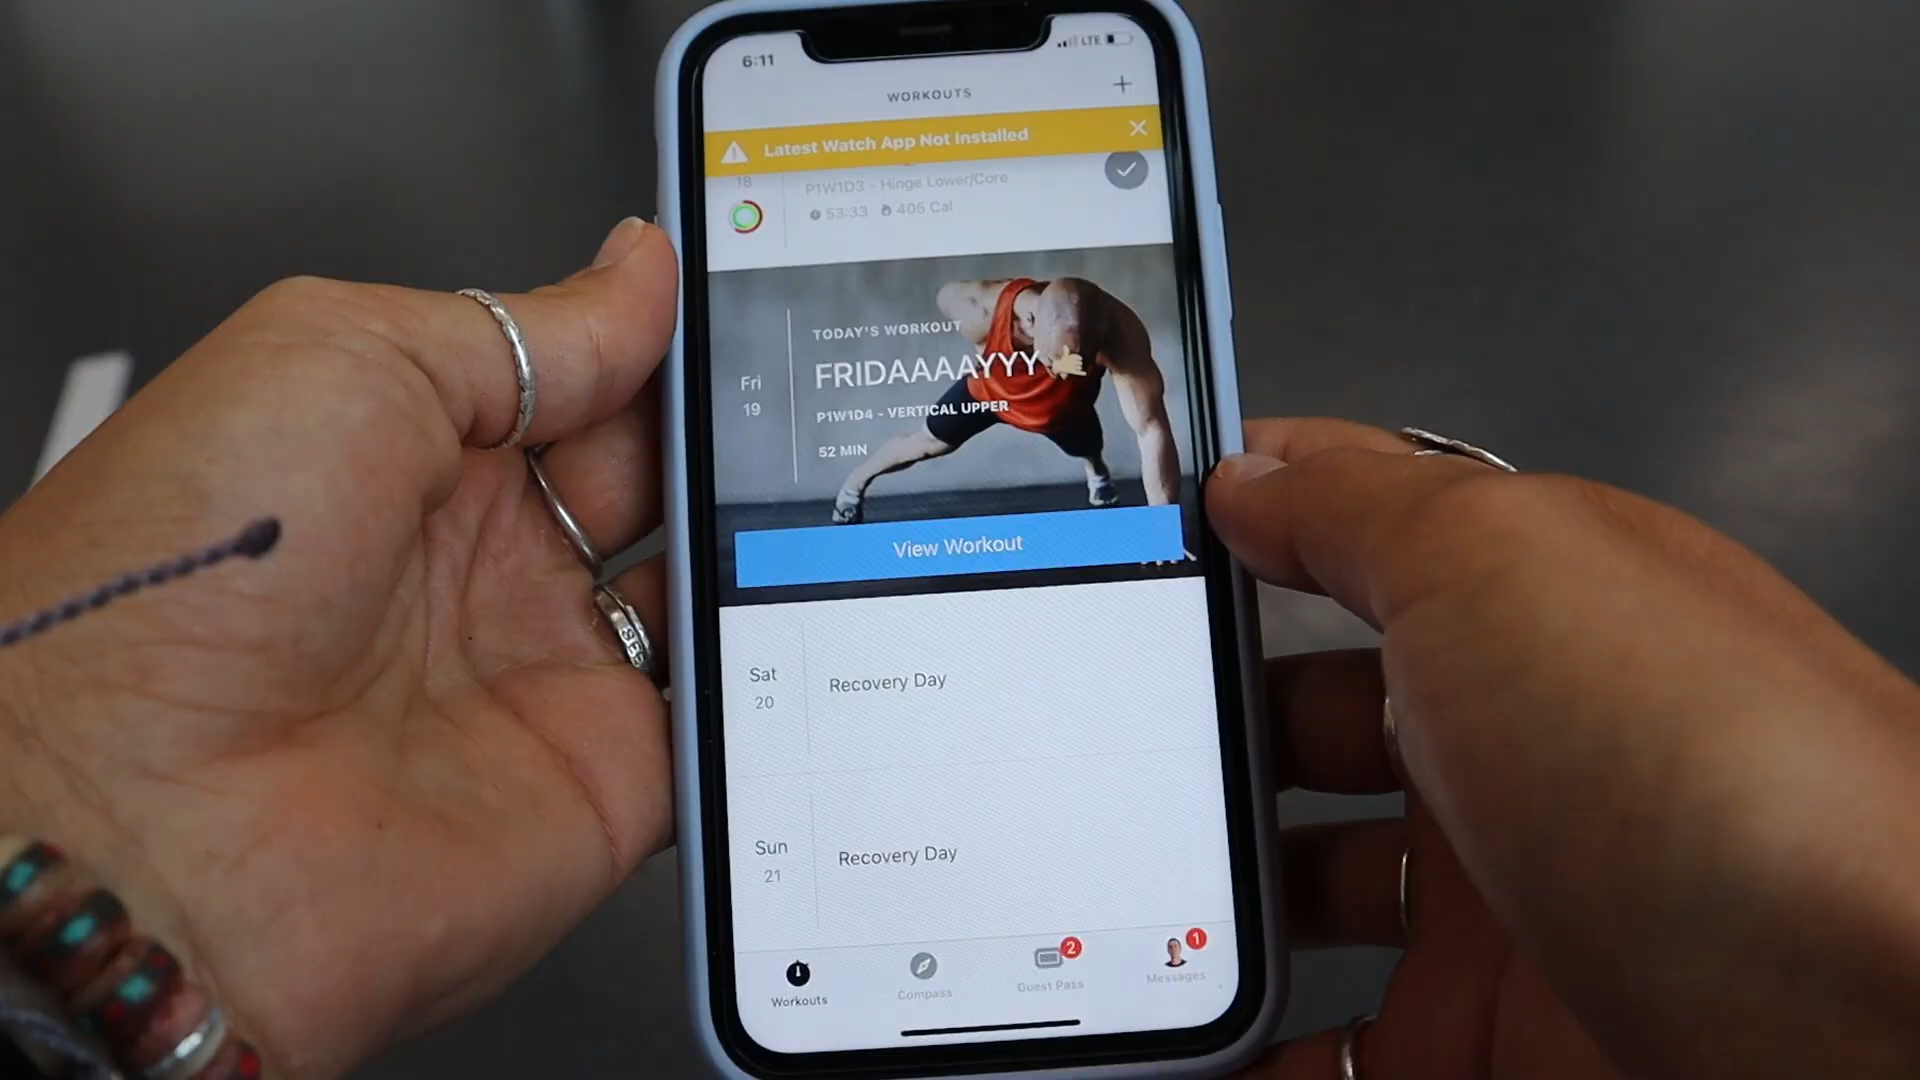 6:11
LTE
WORKOUTS
Latest Watch App Not Installed
18
P1W1D3 - Hinge Lower/Core
53:33 405 Cal
TODAY'S WORKOUT
FRIDAAAAYYY
Fri
19
P1W1D4 - VERTICAL UPPER
52 MIN
View Workout
Sat
20
Recovery Day
Sun
21
Recovery Day
2
1
Workouts
Compass
Guest Pass
Messages